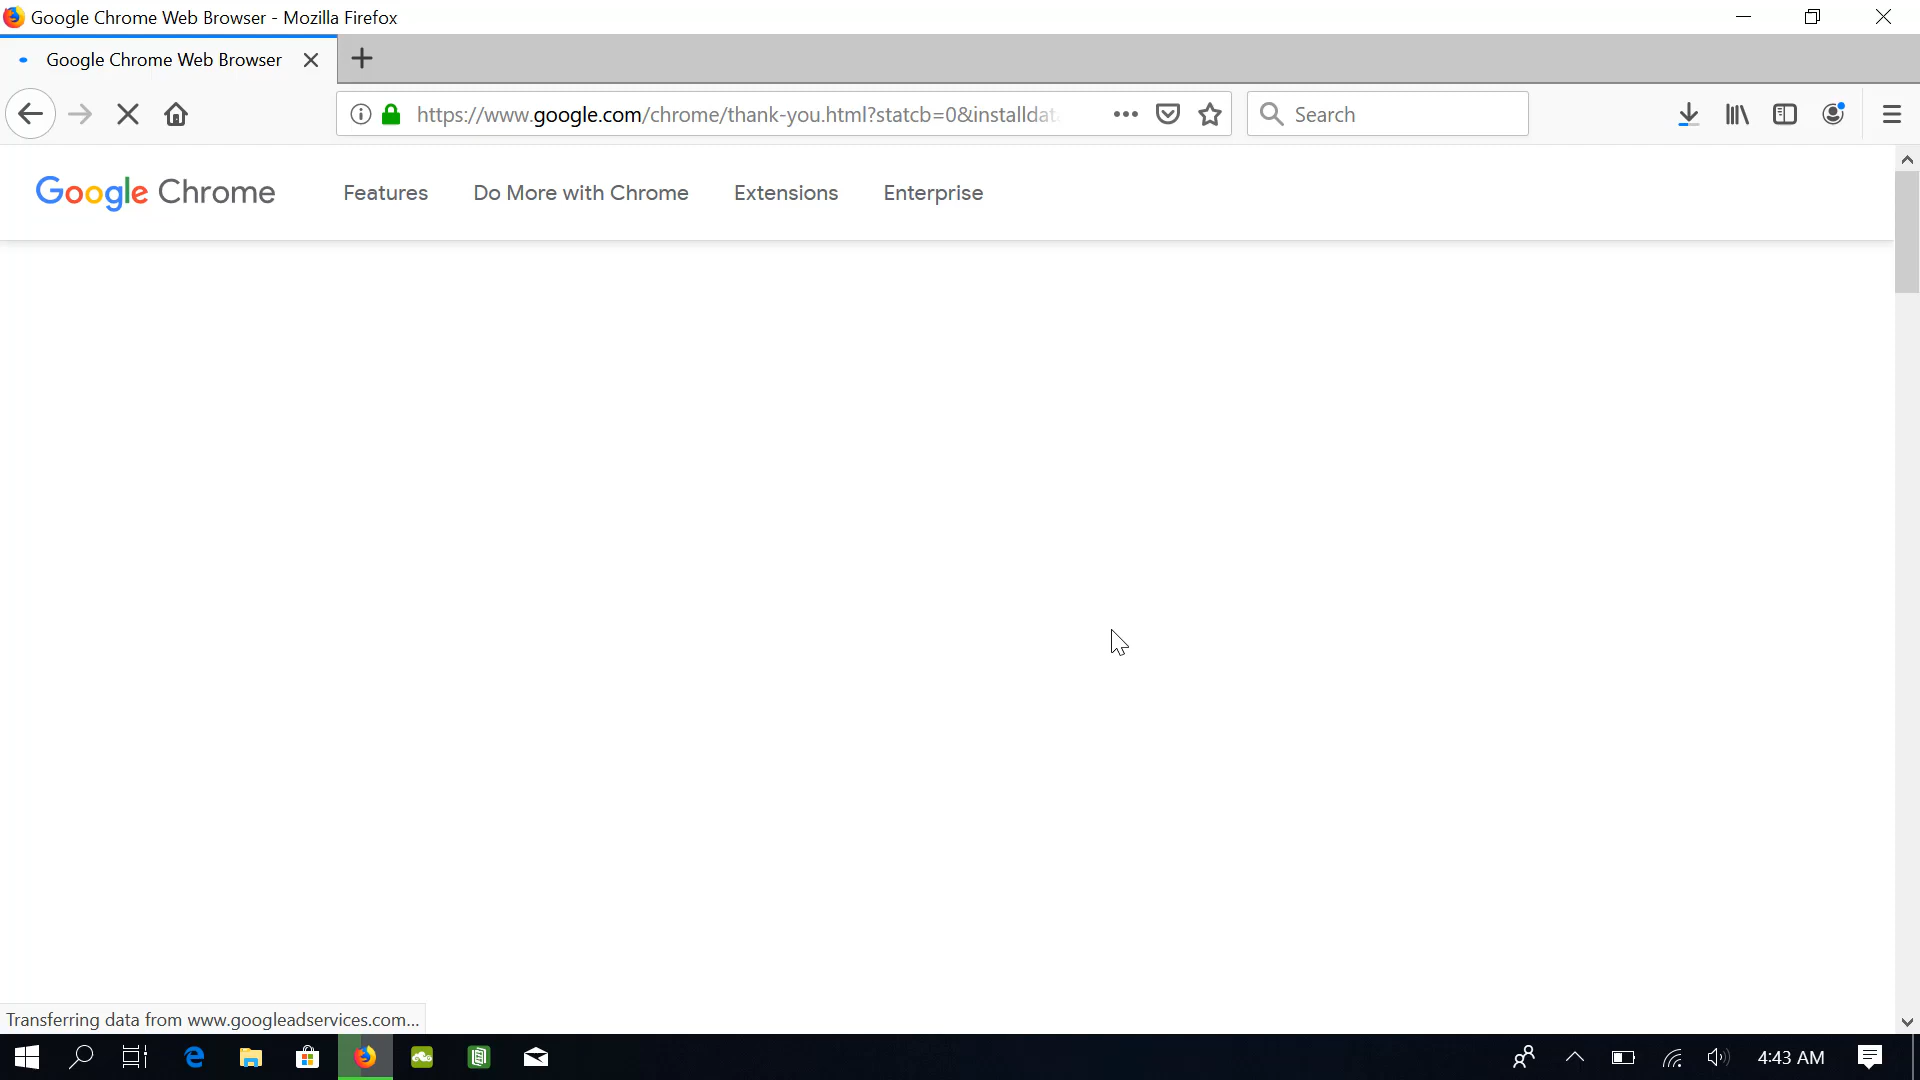 Google Chrome Web Browser - Mozilla Firefox
Google Chrome Web Browser
https://www.google.com/chrome/thank-you.html?statcb=0&installdat
Search
Google Chrome
Features
Do More with Chrome
Extensions
Enterprise
Transferring data from www.googleadservices.com...
4:43 AM